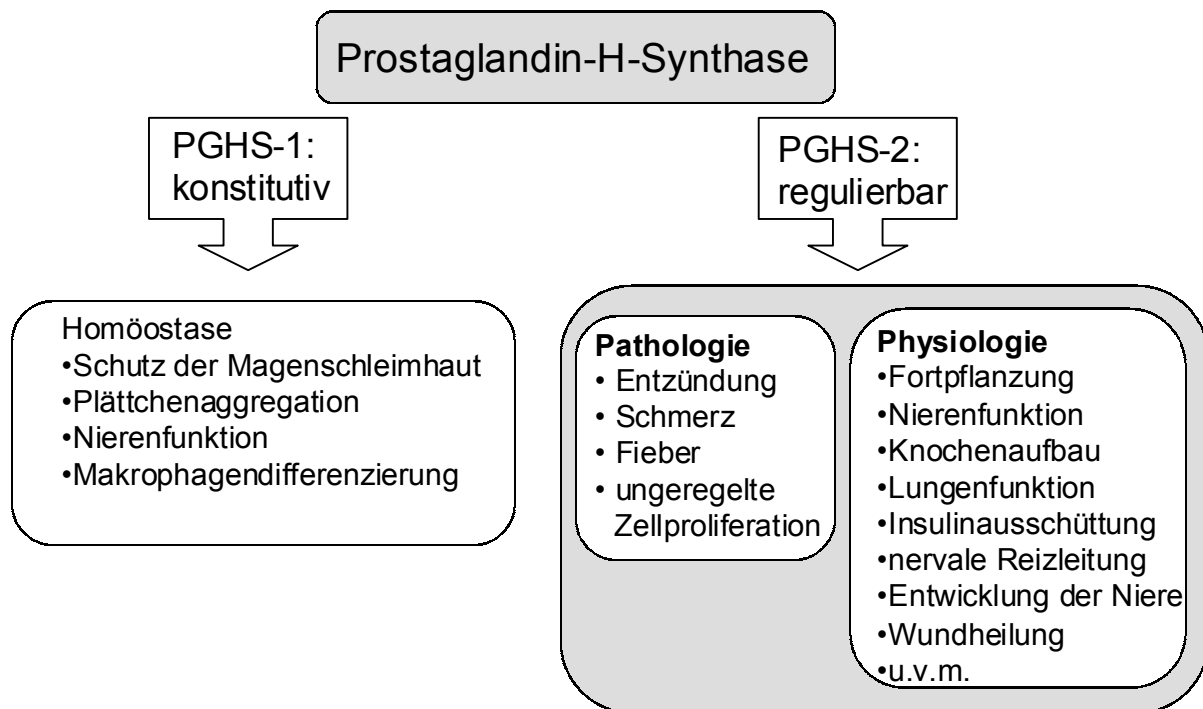 Prostaglandin-H-Synthase
PGHS-1:
konstitutiv
PGHS-2:
regulierbar
Homöostase
•Schutz der Magenschleimhaut
•Plättchenaggregation
•Nierenfunktion
•Makrophagendifferenzierung
Pathologie
• Entzündung
• Schmerz
• Fieber
• ungeregelte
Zellproliferation
Physiologie
•Fortpflanzung
•Nierenfunktion
•Knochenaufbau
•Lungenfunktion
•Insulinausschüttung
•nervale Reizleitung
•Entwicklung der Niere
•Wundheilung
•u.v.m.